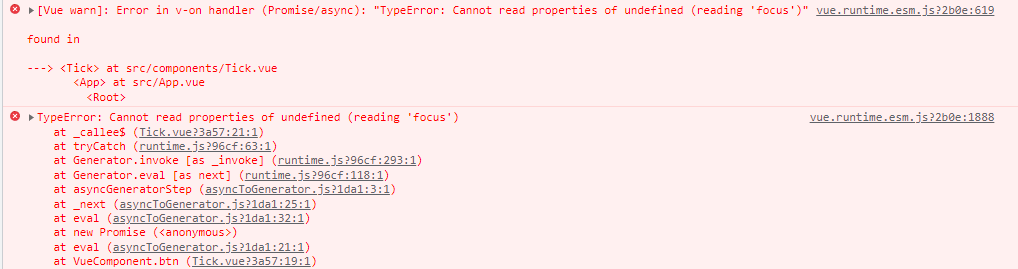 [Vue warn]: Error in v-on handler (Promise/async): "TypeError: Cannot read properties of undefined (reading 'focus')" vue.runtime.esm.js?2b0e:619
found in
---> <Tick> at src/components/Tick.vue
<App> at src/App.vue
<Root>
TypeError: Cannot read properties of undefined (reading 'focus') vue.runtime.esm.js?2b0e:1888
at _callee$ (Tick.vue?3a57:21:1)
at tryCatch (runtime.js?96cf:63:1)
at Generator.invoke [as _invoke] (runtime.js?96cf:293:1)
at Generator.eval [as next] (runtime.js?96cf:118:1)
at asyncGeneratorStep (asyncToGenerator.js?1da1:3:1)
at _next (asyncToGenerator.js?1da1:25:1)
at eval (asyncToGenerator.js?1da1:32:1)
at new Promise (<anonymous>)
at eval (asyncToGenerator.js?1da1:21:1)
at VueComponent.btn (Tick.vue?3a57:19:1)